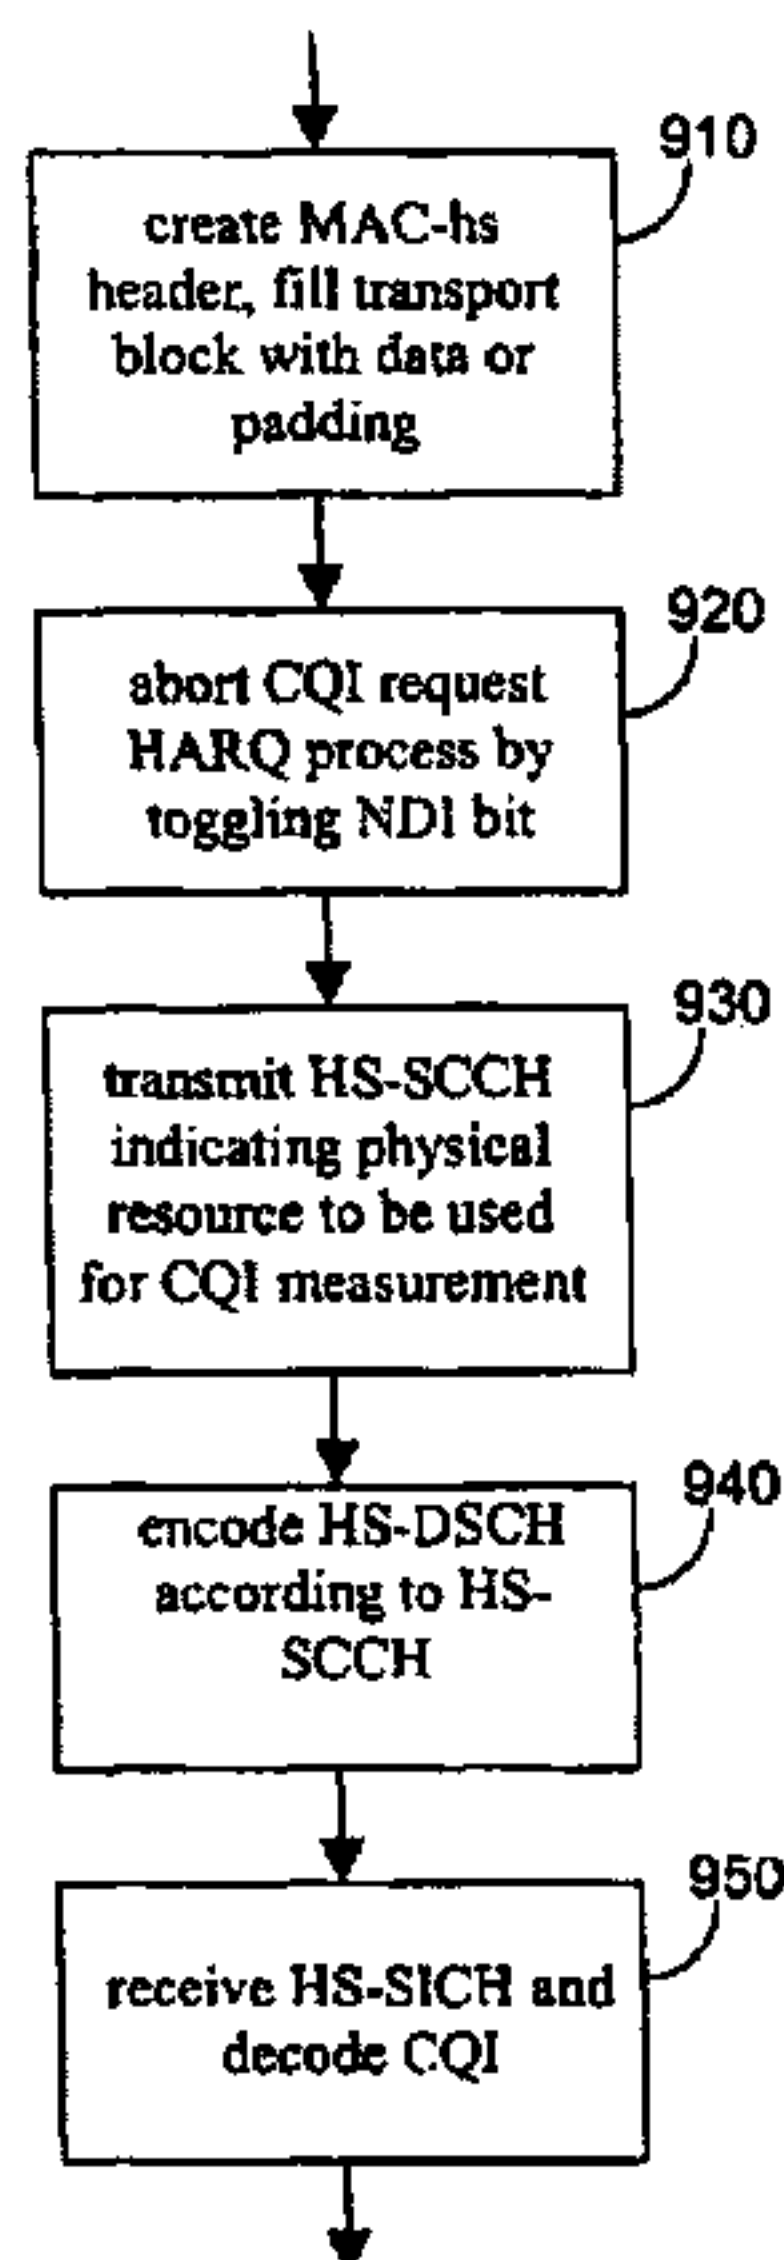 910
create MAC-hs
header, fill transport
block with data or
padding
920
abort CQI request
HARQ process by
toggling NDI bit
930
transmit HS-SCCH
indicating physical
resource to be used
for CQI measurement
940
encode HS-DSCH
according to HS-
SCCH
950
receive HS-SICH and
decode CQI